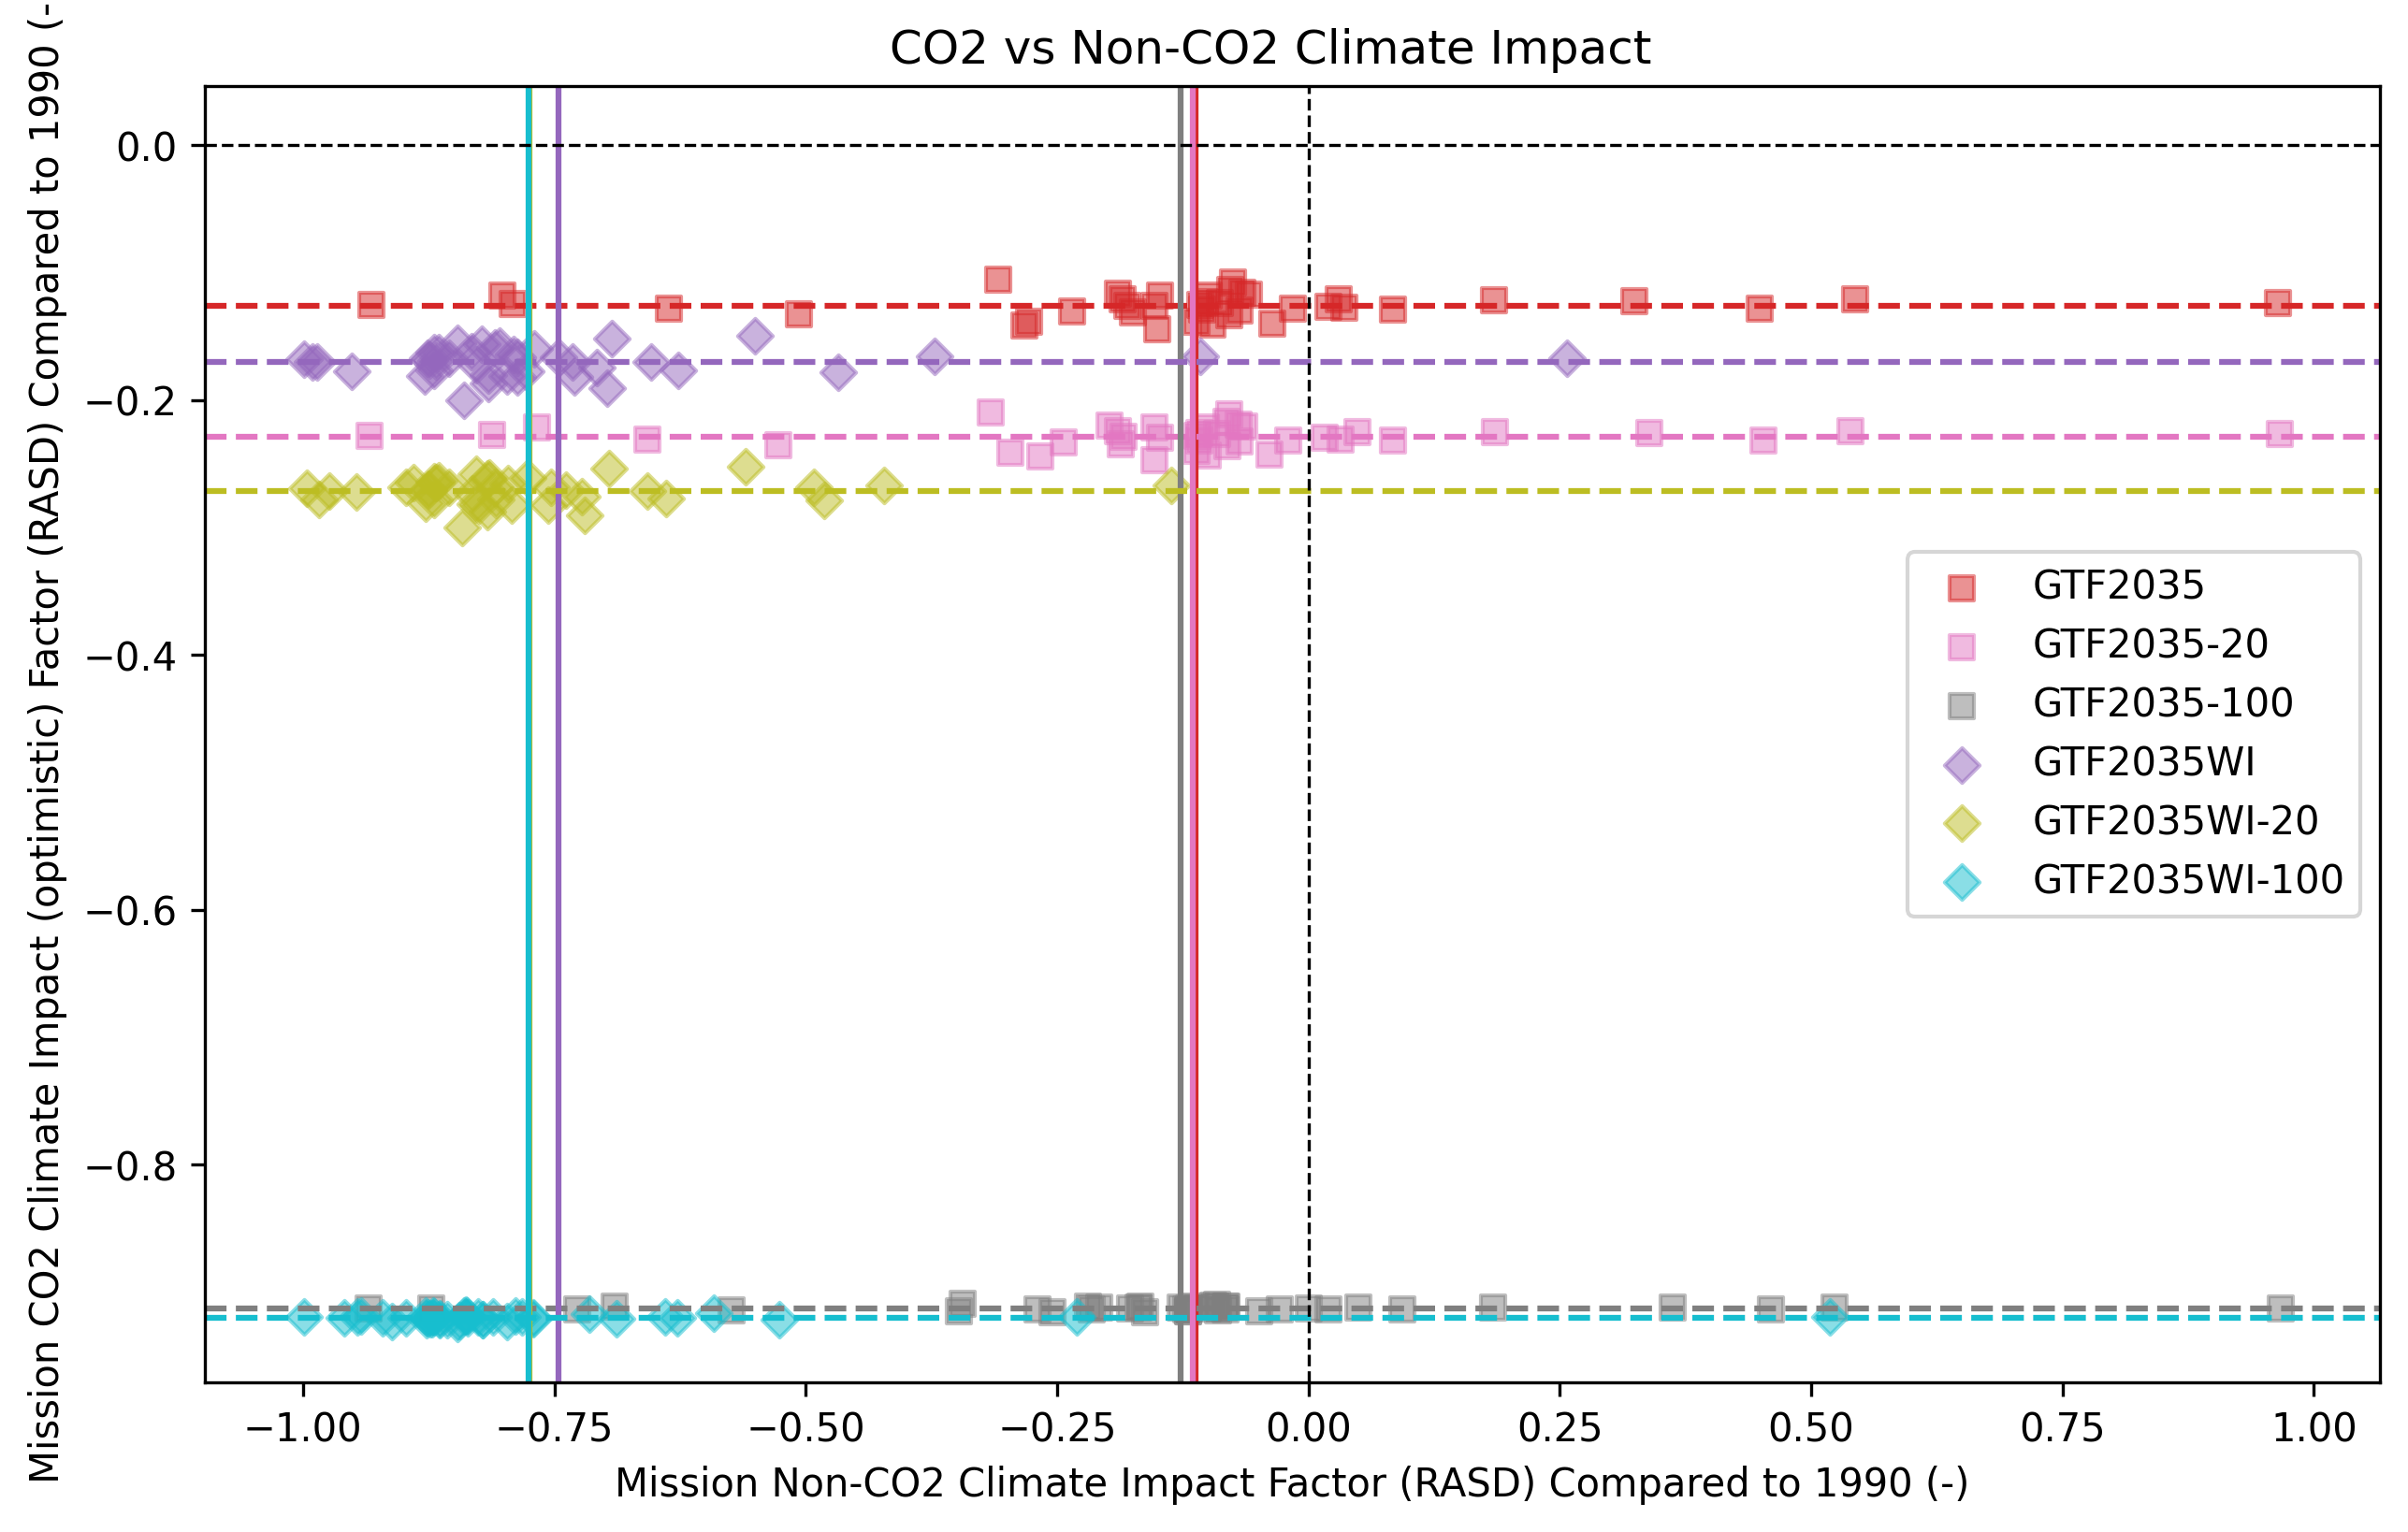 CO2 vs Non-CO2 Climate Impact
Mission CO2 Climate Impact (optimistic) Factor (RASD) Compared to 1990 (-
0.0
−0.2
−0.4
−0.6
−0.8
GTF2035
GTF2035-20
GTF2035-100
GTF2035WI
GTF2035WI-20
GTF2035WI-100
−1.00 −0.75 −0.50 −0.25 0.00 0.25 0.50 0.75 1.00
Mission Non-CO2 Climate Impact Factor (RASD) Compared to 1990 (-)